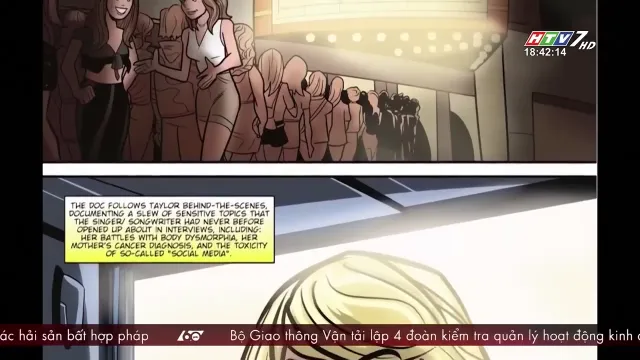 HTV7 HD
18:42:14
THE DOC FOLLOWS TAYLOR BEHIND-THE-SCENES,
DOCUMENTING A SLEW OF SENSITIVE TOPICS THAT
THE SINGER/ SONGWRITER HAD NEVER BEFORE
OPENED UP ABOUT IN INTERVIEWS, INCLUDING:
HER BATTLES WITH BODY DYSMORPHIA, HER
MOTHER'S CANCER DIAGNOSIS, AND THE TOXICITY
OF SO-CALLED "SOCIAL MEDIA".
ác hải sản bất hợp pháp
Bộ Giao thông Vận tải lập 4 đoàn kiểm tra quản lý hoạt động kinh